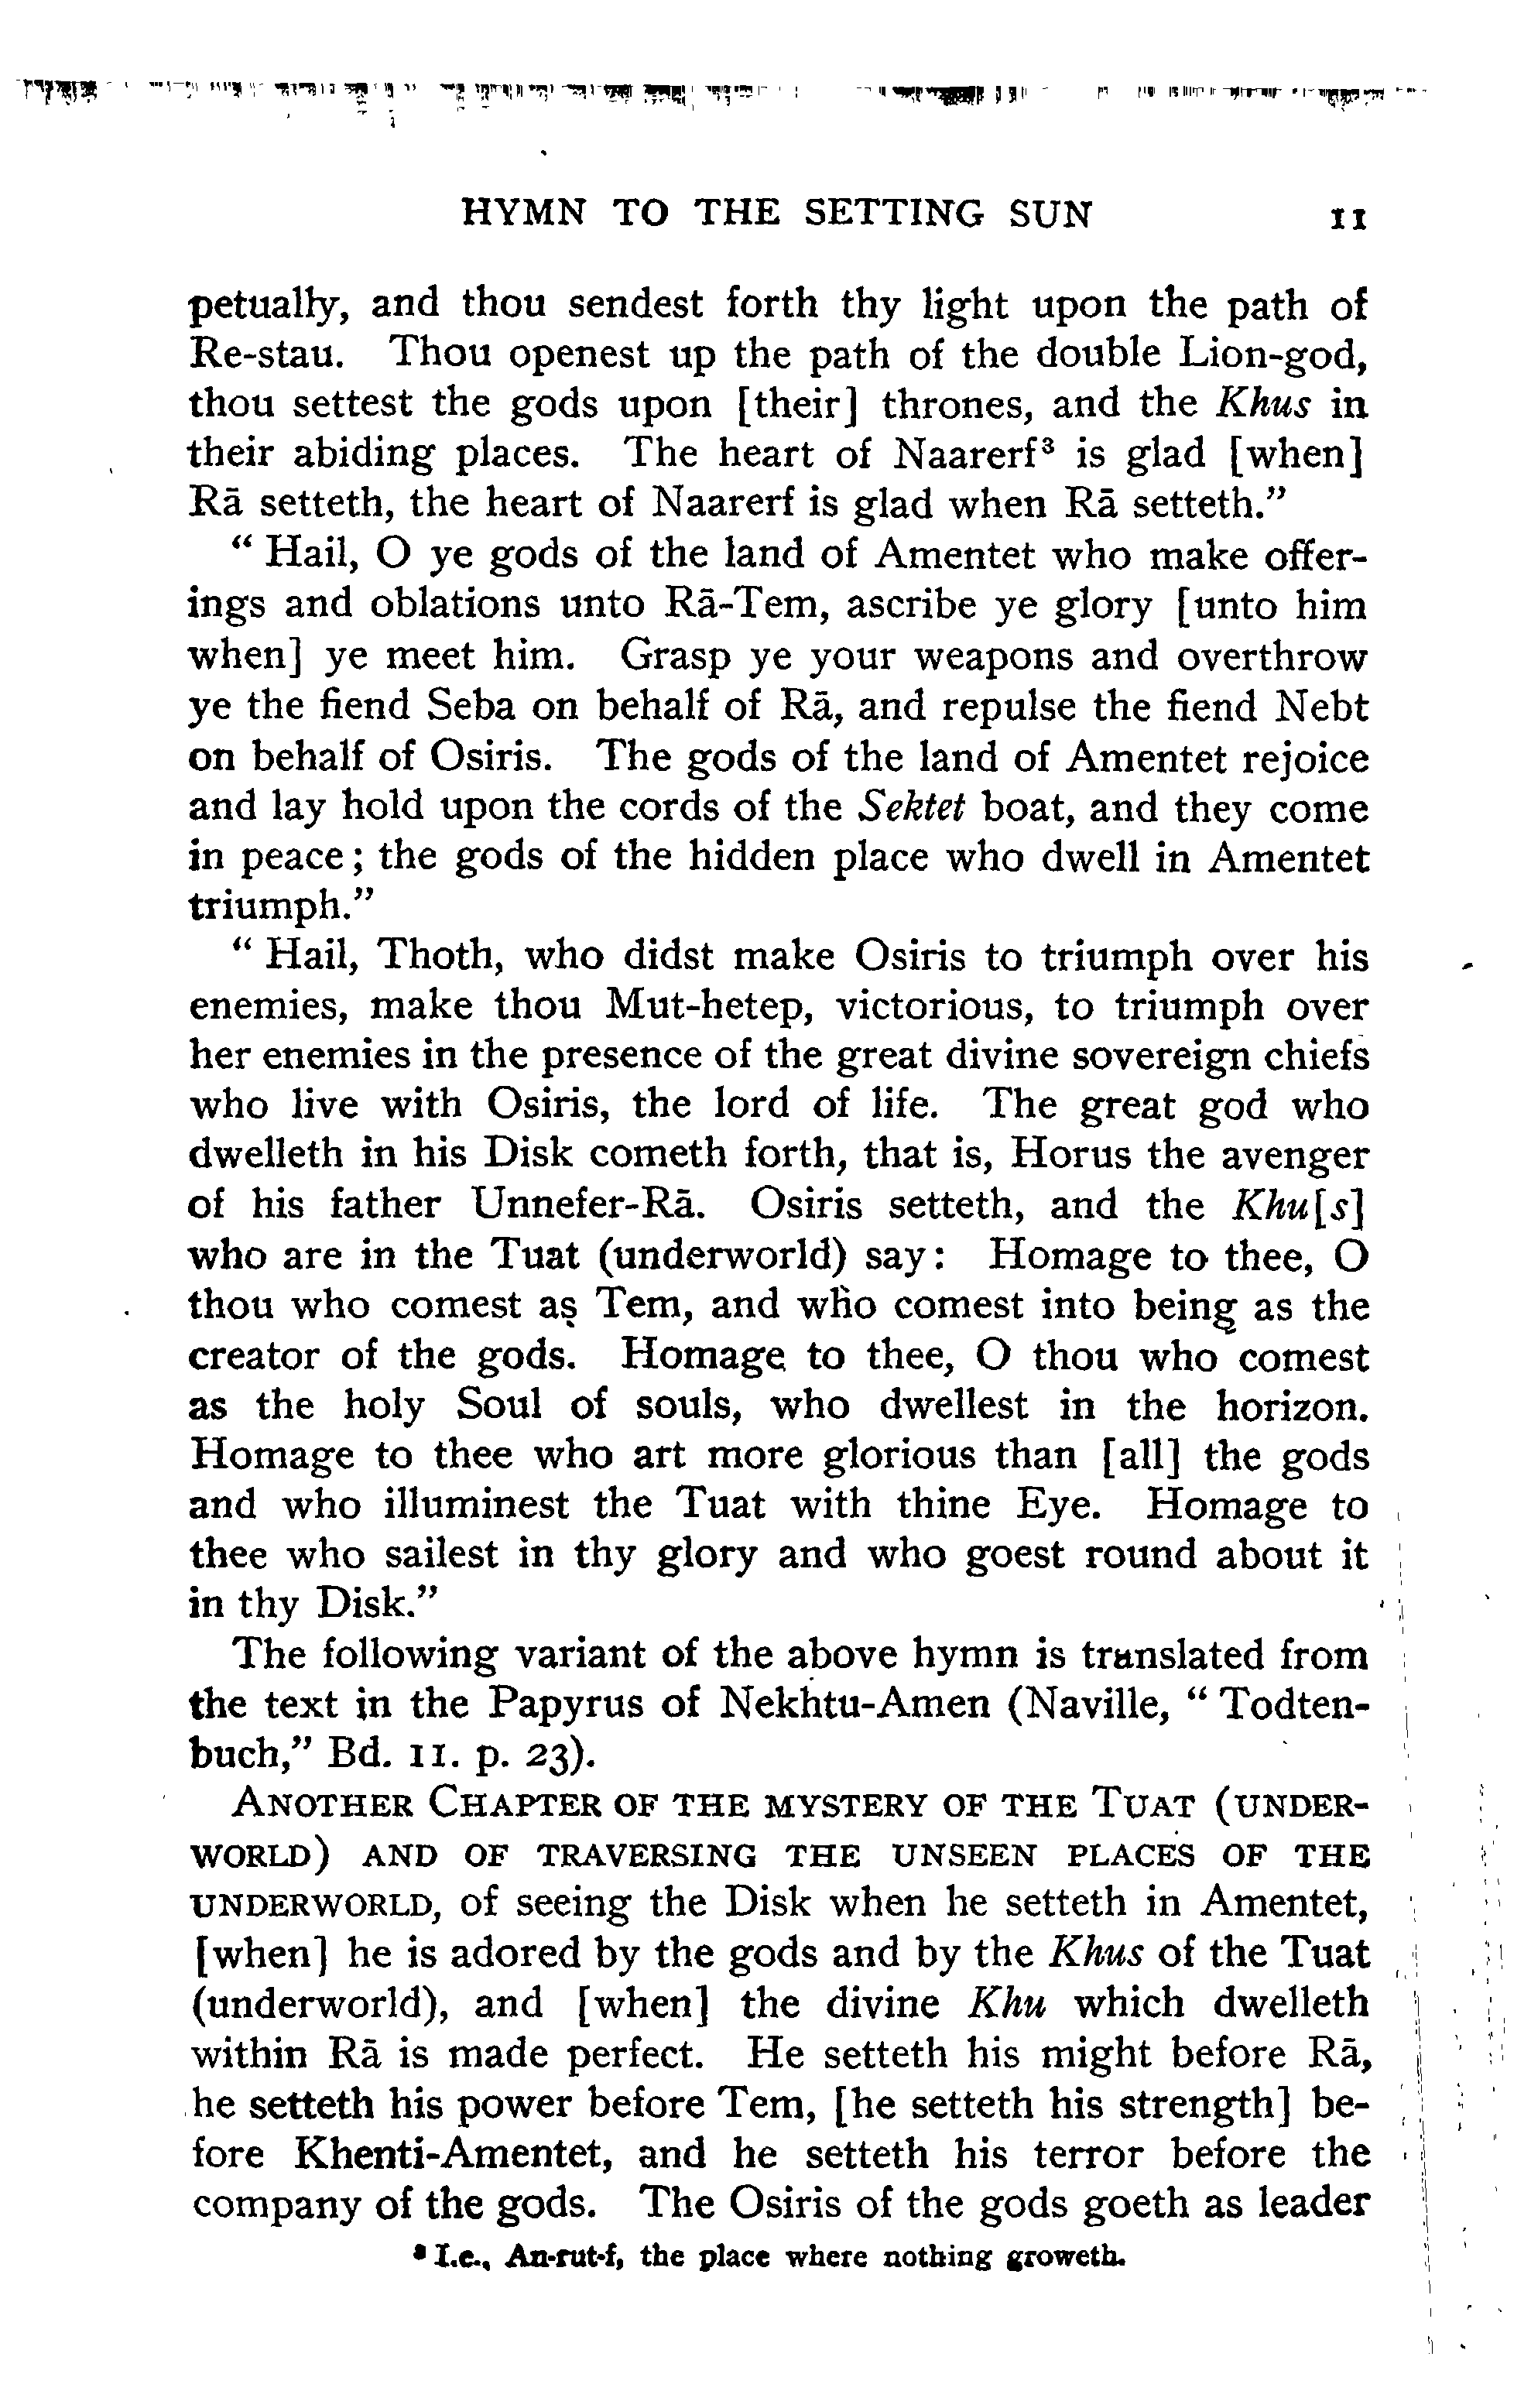 HYMN TO THE SETTING SUN 11
petually, and thou sendest forth thy light upon the path of
Re-stau. Thou openest up the path of the double Lion-god,
thou settest the gods upon [their] thrones, and the Khus in
their abiding places. The heart of Naarerf³ is glad [when]
Rā setteth, the heart of Naarerf is glad when Rā setteth."
" Hail, O ye gods of the land of Amentet who make offer-
ings and oblations unto Rā-Tem, ascribe ye glory [unto him
when] ye meet him. Grasp ye your weapons and overthrow
ye the fiend Seba on behalf of Rā, and repulse the fiend Nebt
on behalf of Osiris. The gods of the land of Amentet rejoice
and lay hold upon the cords of the Sektet boat, and they come
in peace; the gods of the hidden place who dwell in Amentet
triumph."
" Hail, Thoth, who didst make Osiris to triumph over his
enemies, make thou Mut-hetep, victorious, to triumph over
her enemies in the presence of the great divine sovereign chiefs
who live with Osiris, the lord of life. The great god who
dwelleth in his Disk cometh forth, that is, Horus the avenger
of his father Unnefer-Rā. Osiris setteth, and the Khu[s]
who are in the Tuat (underworld) say: Homage to thee, O
thou who comest as Tem, and who comest into being as the
creator of the gods. Homage to thee, O thou who comest
as the holy Soul of souls, who dwellest in the horizon.
Homage to thee who art more glorious than [all] the gods
and who illuminest the Tuat with thine Eye. Homage to
thee who sailest in thy glory and who goest round about it
in thy Disk."
The following variant of the above hymn is translated from
the text in the Papyrus of Nekhtu-Amen (Naville, " Todten-
buch," Bd. 11. p. 23).
ANOTHER CHAPTER OF THE MYSTERY OF THE TUAT (UNDER-
WORLD) AND OF TRAVERSING THE UNSEEN PLACES OF THE
UNDERWORLD, of seeing the Disk when he setteth in Amentet,
[when] he is adored by the gods and by the Khus of the Tuat
(underworld), and [when] the divine Khu which dwelleth
within Rā is made perfect. He setteth his might before Rā,
he setteth his power before Tem, [he setteth his strength] be-
fore Khenti-Amentet, and he setteth his terror before the
company of the gods. The Osiris of the gods goeth as leader
³ I.e., An-rut-f, the place where nothing groweth.